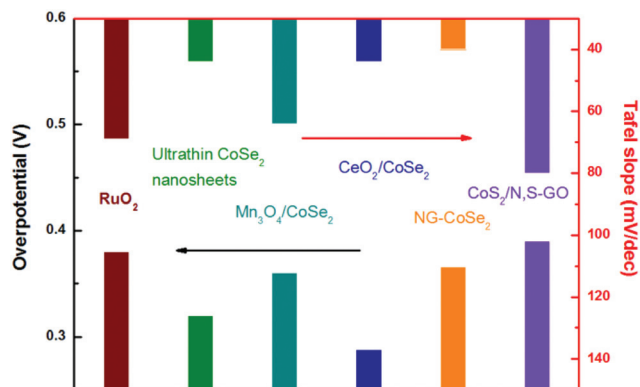 0.6
0.5
0.4
0.3
Overpotential (V)
RuO₂
Ultrathin CoSe₂
nanosheets
Mn₃O₄/CoSe₂
CeO₂/CoSe₂
NG-CoSe₂
CoS₂/N,S-GO
40
60
80
100
120
140
Tafel slope (mV/dec)